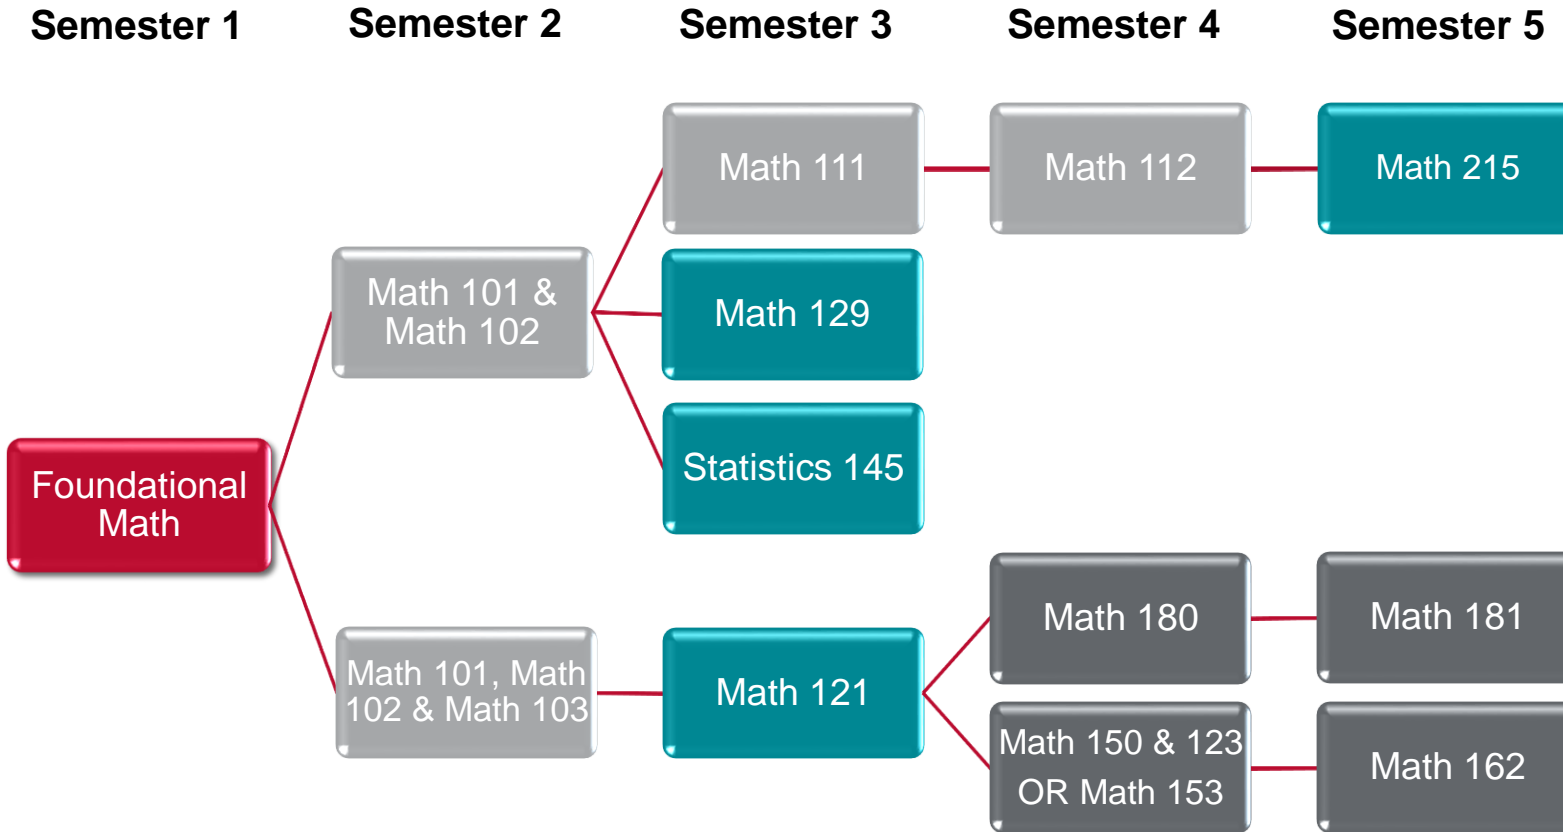 Semester 1
Semester 2
Semester 3
Semester 4
Semester 5
Math 111
Math 112
Math 215
Math 101 &
Math 102
Math 129
Statistics 145
Foundational
Math
Math 180
Math 181
Math 101, Math
102 & Math 103
Math 121
Math 150 & 123
OR Math 153
Math 162